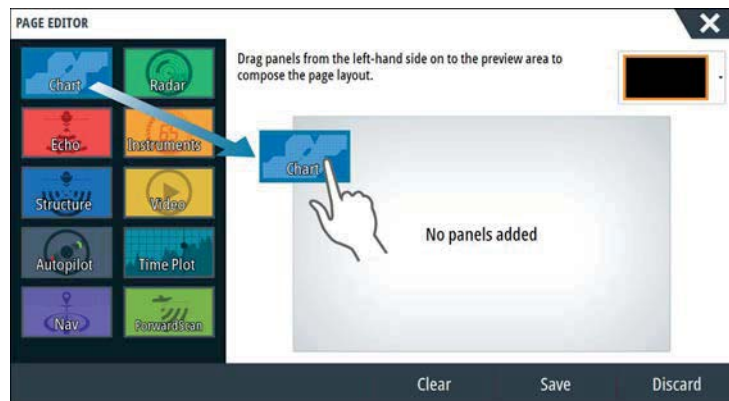 PAGE EDITOR
Drag panels from the left-hand side on to the preview area to
compose the page layout.
Chart
Radar
Echo
Instruments
Structure
Video
Autopilot
Time Plot
Nav
ForwardScan
Chart
No panels added
Clear
Save
Discard